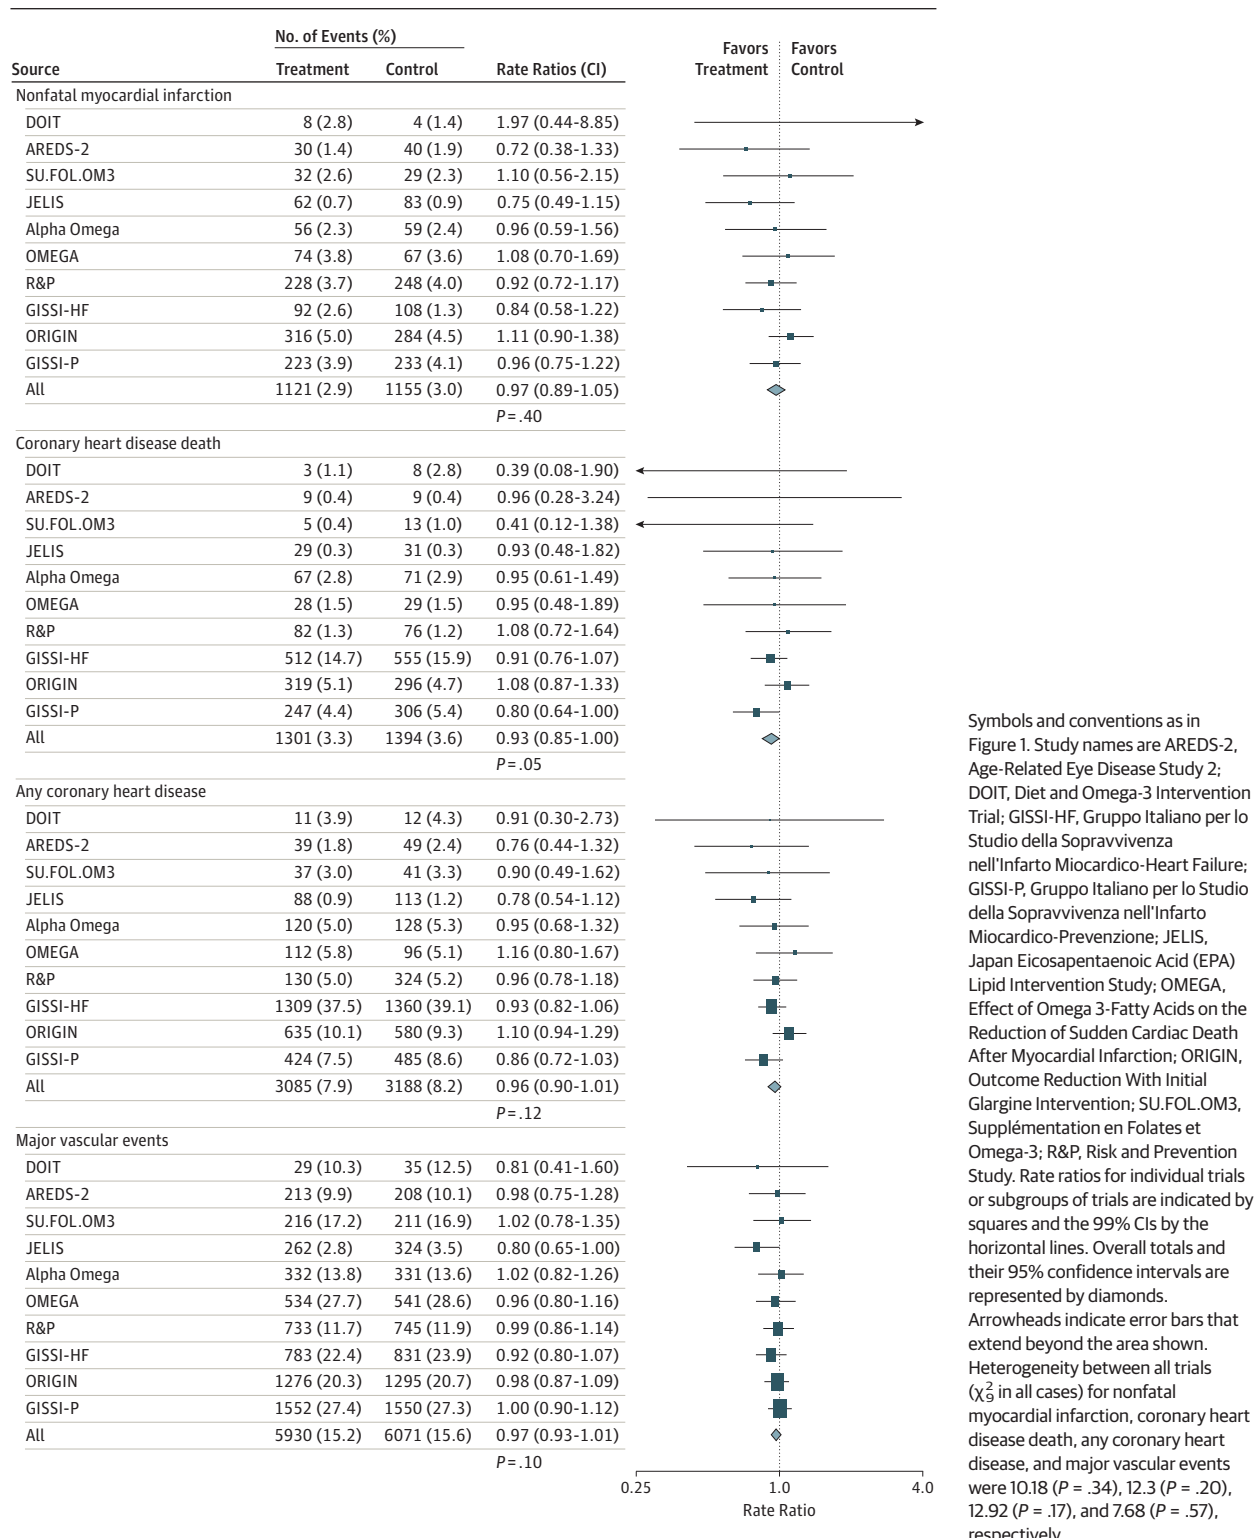 No. of Events (%)
Favors Favors
Source Treatment Control Rate Ratios (CI) Treatment Control
Nonfatal myocardial infarction
DOIT 8 (2.8) 4 (1.4) 1.97 (0.44-8.85)
AREDS-2 30 (1.4) 40 (1.9) 0.72 (0.38-1.33)
SU.FOL.OM3 32 (2.6) 29 (2.3) 1.10 (0.56-2.15)
JELIS 62 (0.7) 83 (0.9) 0.75 (0.49-1.15)
Alpha Omega 56 (2.3) 59 (2.4) 0.96 (0.59-1.56)
OMEGA 74 (3.8) 67 (3.6) 1.08 (0.70-1.69)
R&P 228 (3.7) 248 (4.0) 0.92 (0.72-1.17)
GISSI-HF 92 (2.6) 108 (1.3) 0.84 (0.58-1.22)
ORIGIN 316 (5.0) 284 (4.5) 1.11 (0.90-1.38)
GISSI-P 223 (3.9) 233 (4.1) 0.96 (0.75-1.22)
All 1121 (2.9) 1155 (3.0) 0.97 (0.89-1.05)
P = .40
Coronary heart disease death
DOIT 3 (1.1) 8 (2.8) 0.39 (0.08-1.90)
AREDS-2 9 (0.4) 9 (0.4) 0.96 (0.28-3.24)
SU.FOL.OM3 5 (0.4) 13 (1.0) 0.41 (0.12-1.38)
JELIS 29 (0.3) 31 (0.3) 0.93 (0.48-1.82)
Alpha Omega 67 (2.8) 71 (2.9) 0.95 (0.61-1.49)
OMEGA 28 (1.5) 29 (1.5) 0.95 (0.48-1.89)
R&P 82 (1.3) 76 (1.2) 1.08 (0.72-1.64)
GISSI-HF 512 (14.7) 555 (15.9) 0.91 (0.76-1.07)
ORIGIN 319 (5.1) 296 (4.7) 1.08 (0.87-1.33)
GISSI-P 247 (4.4) 306 (5.4) 0.80 (0.64-1.00)
All 1301 (3.3) 1394 (3.6) 0.93 (0.85-1.00)
P = .05
Any coronary heart disease
DOIT 11 (3.9) 12 (4.3) 0.91 (0.30-2.73)
AREDS-2 39 (1.8) 49 (2.4) 0.76 (0.44-1.32)
SU.FOL.OM3 37 (3.0) 41 (3.3) 0.90 (0.49-1.62)
JELIS 88 (0.9) 113 (1.2) 0.78 (0.54-1.12)
Alpha Omega 120 (5.0) 128 (5.3) 0.95 (0.68-1.32)
OMEGA 112 (5.8) 96 (5.1) 1.16 (0.80-1.67)
R&P 130 (5.0) 324 (5.2) 0.96 (0.78-1.18)
GISSI-HF 1309 (37.5) 1360 (39.1) 0.93 (0.82-1.06)
ORIGIN 635 (10.1) 580 (9.3) 1.10 (0.94-1.29)
GISSI-P 424 (7.5) 485 (8.6) 0.86 (0.72-1.03)
All 3085 (7.9) 3188 (8.2) 0.96 (0.90-1.01)
P = .12
Major vascular events
DOIT 29 (10.3) 35 (12.5) 0.81 (0.41-1.60)
AREDS-2 213 (9.9) 208 (10.1) 0.98 (0.75-1.28)
SU.FOL.OM3 216 (17.2) 211 (16.9) 1.02 (0.78-1.35)
JELIS 262 (2.8) 324 (3.5) 0.80 (0.65-1.00)
Alpha Omega 332 (13.8) 331 (13.6) 1.02 (0.82-1.26)
OMEGA 534 (27.7) 541 (28.6) 0.96 (0.80-1.16)
R&P 733 (11.7) 745 (11.9) 0.99 (0.86-1.14)
GISSI-HF 783 (22.4) 831 (23.9) 0.92 (0.80-1.07)
ORIGIN 1276 (20.3) 1295 (20.7) 0.98 (0.87-1.09)
GISSI-P 1552 (27.4) 1550 (27.3) 1.00 (0.90-1.12)
All 5930 (15.2) 6071 (15.6) 0.97 (0.93-1.01)
P = .10
0.25 1.0 4.0
Rate Ratio
Symbols and conventions as in
Figure 1. Study names are AREDS-2,
Age-Related Eye Disease Study 2;
DOIT, Diet and Omega-3 Intervention
Trial; GISSI-HF, Gruppo Italiano per lo
Studio della Sopravvivenza
nell'Infarto Miocardico-Heart Failure;
GISSI-P, Gruppo Italiano per lo Studio
della Sopravvivenza nell'Infarto
Miocardico-Prevenzione; JELIS,
Japan Eicosapentaenoic Acid (EPA)
Lipid Intervention Study; OMEGA,
Effect of Omega 3-Fatty Acids on the
Reduction of Sudden Cardiac Death
After Myocardial Infarction; ORIGIN,
Outcome Reduction With Initial
Glargine Intervention; SU.FOL.OM3,
Supplémentation en Folates et
Omega-3; R&P, Risk and Prevention
Study. Rate ratios for individual trials
or subgroups of trials are indicated by
squares and the 99% CIs by the
horizontal lines. Overall totals and
their 95% confidence intervals are
represented by diamonds.
Arrowheads indicate error bars that
extend beyond the area shown.
Heterogeneity between all trials
(χ²₉ in all cases) for nonfatal
myocardial infarction, coronary heart
disease death, any coronary heart
disease, and major vascular events
were 10.18 (P = .34), 12.3 (P = .20),
12.92 (P = .17), and 7.68 (P = .57),
respectively